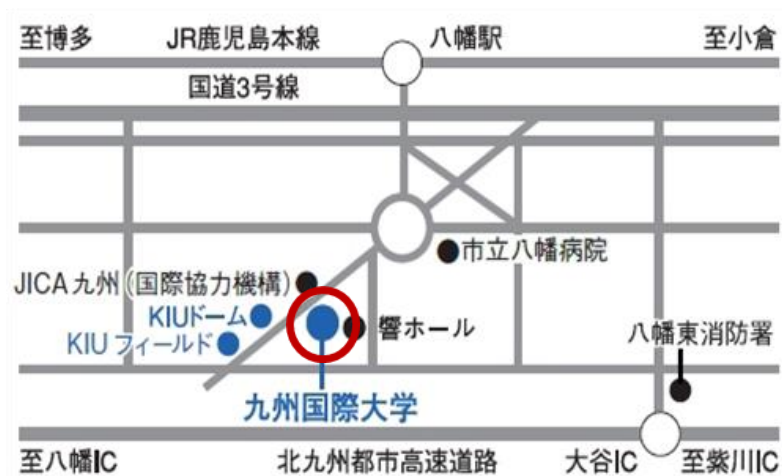 至博多
JR鹿児島本線
八幡駅
至小倉
国道3号線
市立八幡病院
JICA九州(国際協力機構)
KIUドーム
響ホール
八幡東消防署
KIUフィールド
九州国際大学
至八幡IC
北九州都市高速道路
大谷IC
至紫川IC